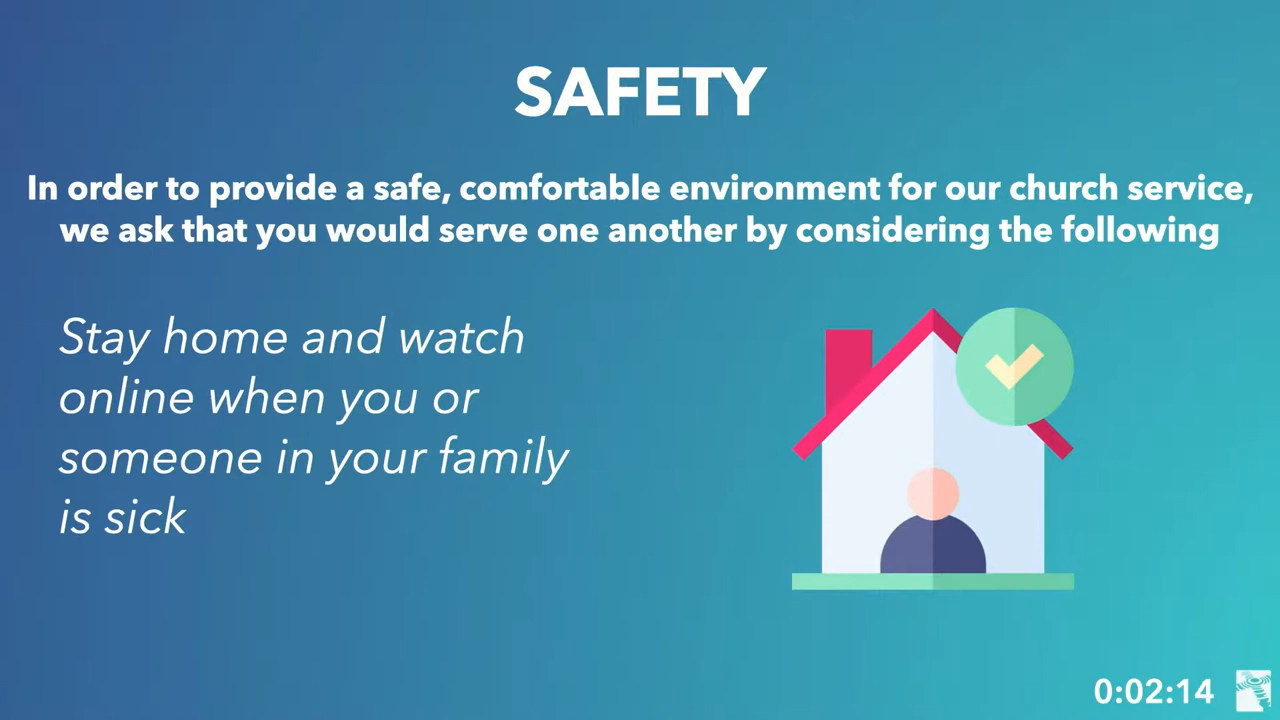 SAFETY
In order to provide a safe, comfortable environment for our church service,
we ask that you would serve one another by considering the following
Stay home and watch
online when you or
someone in your family
is sick
0:02:14